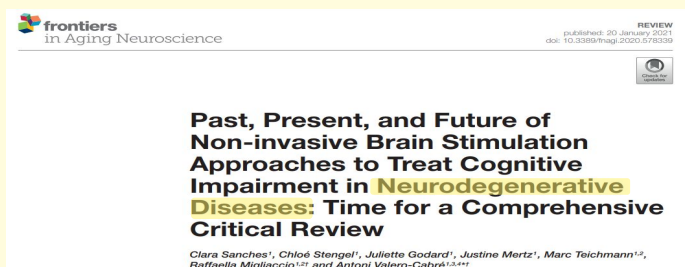 frontiers
in Aging Neuroscience
REVIEW
published: 20 January 2021
doi: 10.3389/fnagi.2020.578339
Check for
updates
Past, Present, and Future of
Non-invasive Brain Stimulation
Approaches to Treat Cognitive
Impairment in Neurodegenerative
Diseases: Time for a Comprehensive
Critical Review
Clara Sanches¹, Chloé Stengel¹, Juliette Godard¹, Justine Mertz¹, Marc Teichmann¹,²,
Raffaella Migliaccio¹,²† and Antoni Valero-Cabré¹,³,⁴*†